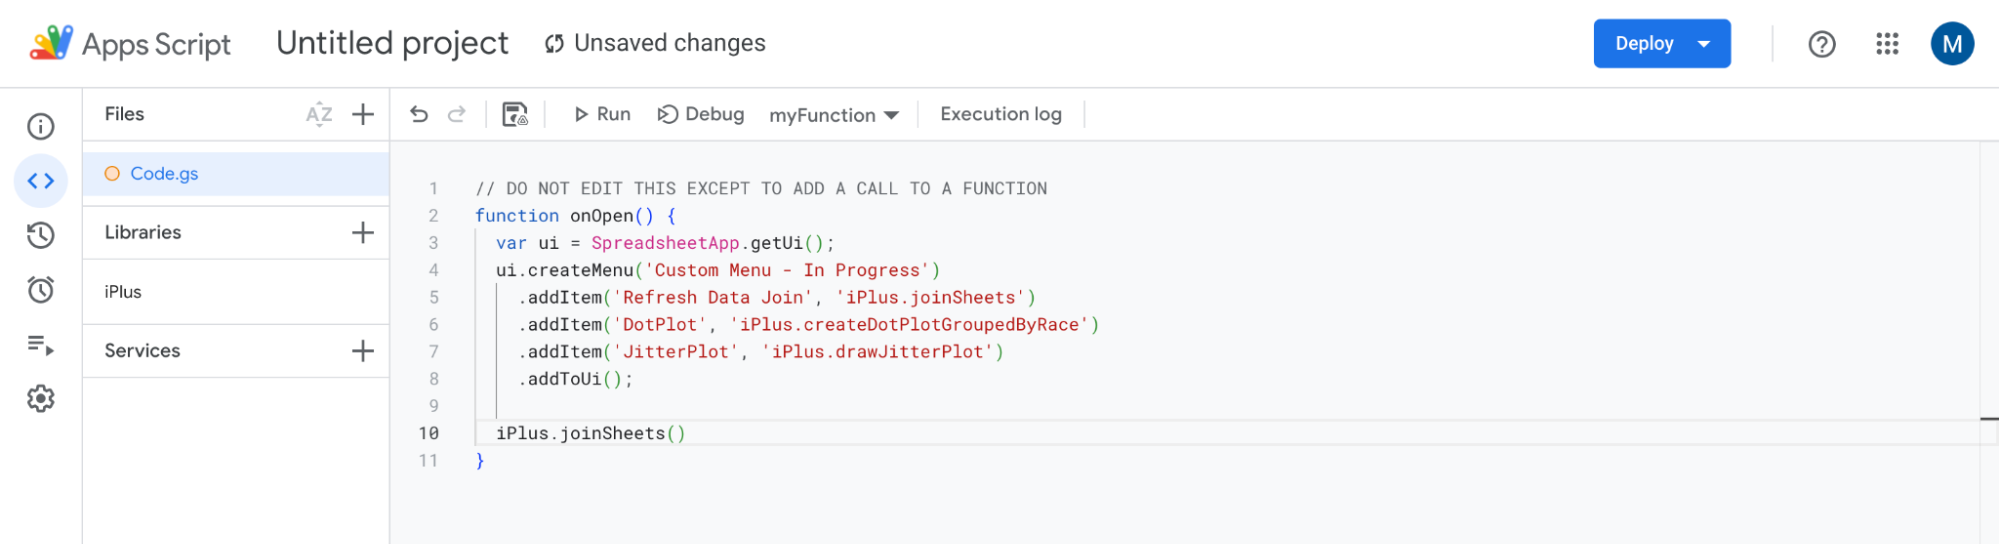 Apps Script Untitled project Unsaved changes Deploy M
Files AZ Run Debug myFunction Execution log
Code.gs
Libraries
iPlus
Services
1 // DO NOT EDIT THIS EXCEPT TO ADD A CALL TO A FUNCTION
2 function onOpen() {
3 var ui = SpreadsheetApp.getUi();
4 ui.createMenu('Custom Menu - In Progress')
5 .addItem('Refresh Data Join', 'iPlus.joinSheets')
6 .addItem('DotPlot', 'iPlus.createDotPlotGroupedByRace')
7 .addItem('JitterPlot', 'iPlus.drawJitterPlot')
8 .addToUi();
9
10 iPlus.joinSheets()
11 }